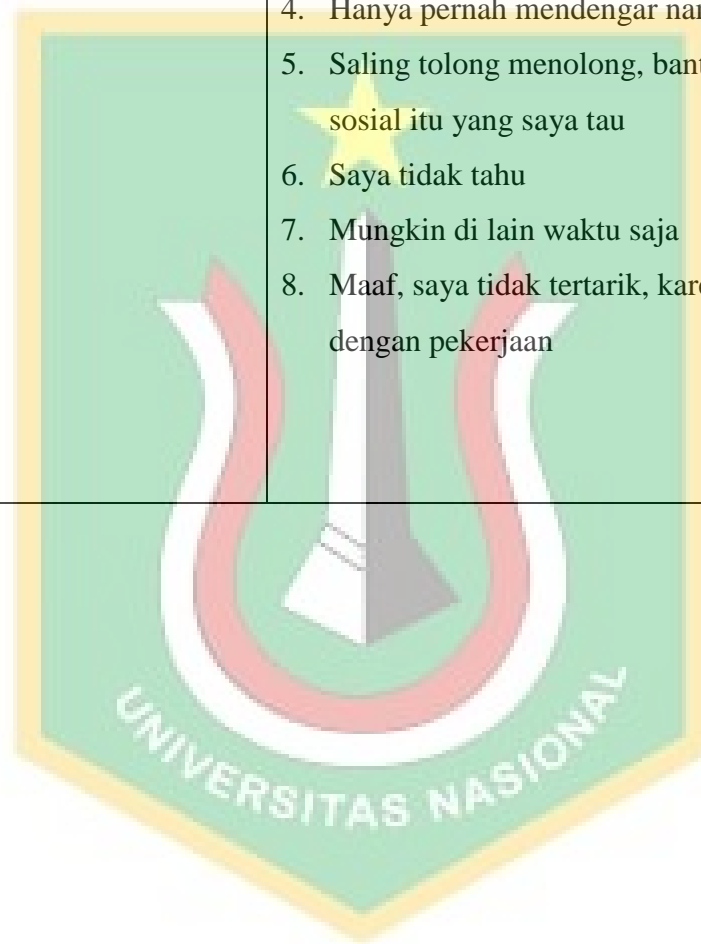 4. Hanya pernah mendengar
5. Saling tolong menolong,
sosial itu yang saya tau
6. Saya tidak tahu
7. Mungkin di lain waktu saja
8. Maaf, saya tidak tertarik,
dengan pekerjaan
UNIVERSITAS NASIONAL